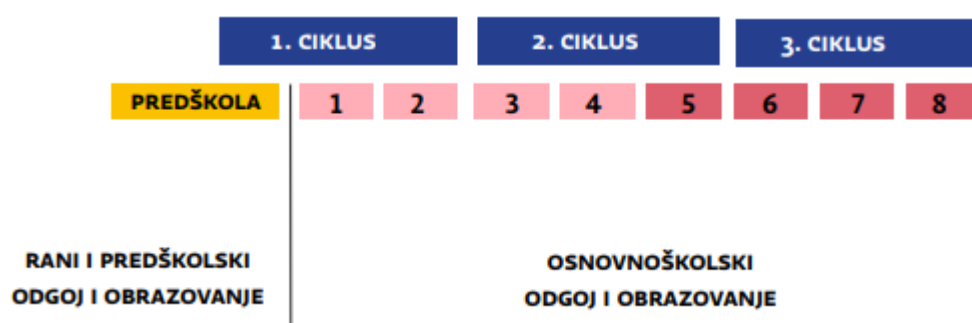 1. CIKLUS 2. CIKLUS 3. CIKLUS
PREDŠKOLA 1 2 3 4 5 6 7 8
RANI I PREDŠKOLSKI
ODGOJ I OBRAZOVANJE
OSNOVNOŠKOLSKI
ODGOJ I OBRAZOVANJE